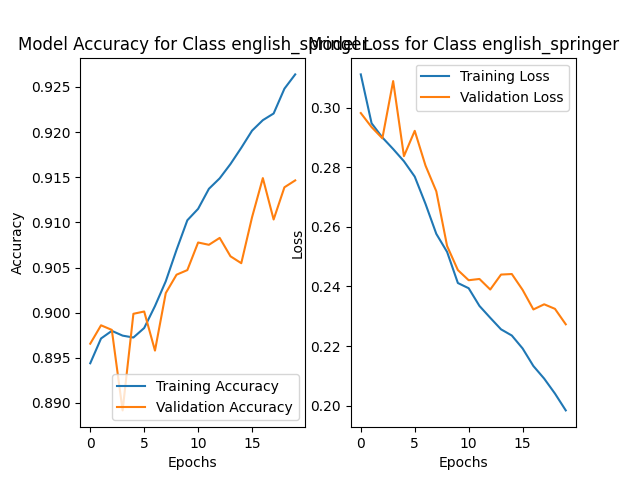 Model Accuracy for Class english_springer
Model Loss for Class english_springer
Accuracy
0.925
0.920
0.915
0.910
0.905
0.900
0.895
0.890
Training Accuracy
Validation Accuracy
0 5 10 15
Epochs
Loss
0.30
0.28
0.26
0.24
0.22
0.20
Training Loss
Validation Loss
0 5 10 15
Epochs